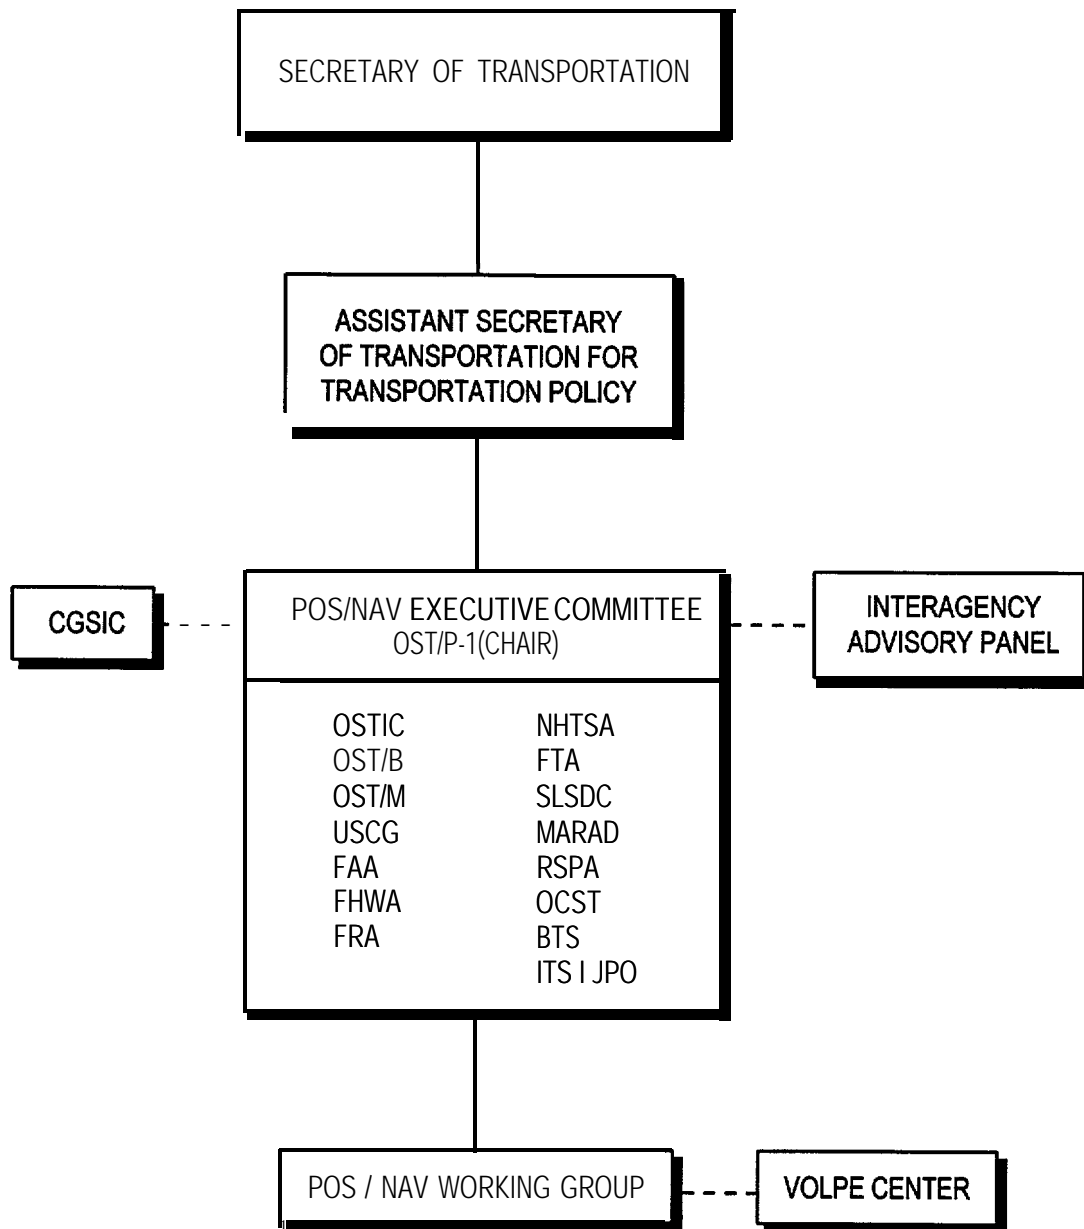 SECRETARY OF TRANSPORTATION
ASSISTANT SECRETARY
OF TRANSPORTATION FOR
TRANSPORTATION POLICY
CGSIC
POS/NAV EXECUTIVE COMMITTEE
OST/P-1(CHAIR)
INTERAGENCY
ADVISORY PANEL
OSTIC
OST/B
OST/M
USCG
FAA
FHWA
FRA
NHTSA
FTA
SLSDC
MARAD
RSPA
OCST
BTS
ITS I JPO
POS / NAV WORKING GROUP
VOLPE CENTER